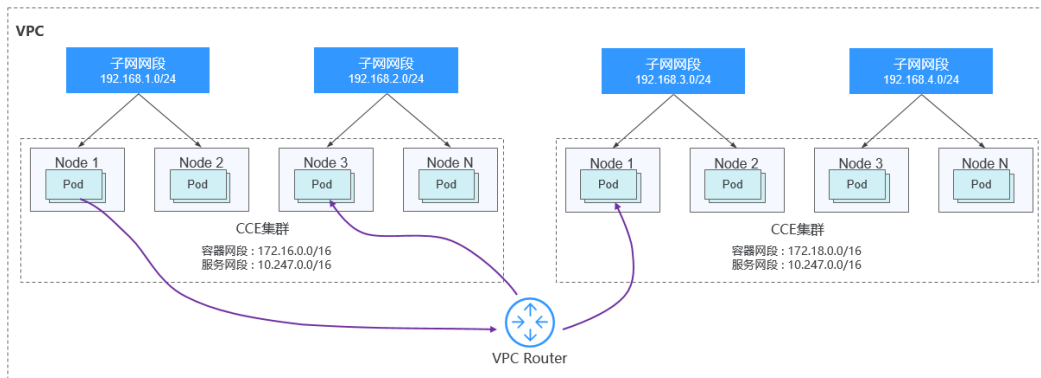 VPC
子网网段
192.168.1.0/24
子网网段
192.168.2.0/24
子网网段
192.168.3.0/24
子网网段
192.168.4.0/24
Node 1
Pod
Node 2
Pod
Node 3
Pod
Node N
Pod
CCE集群
容器网段 : 172.16.0.0/16
服务网段 : 10.247.0.0/16
Node 1
Pod
Node 2
Pod
Node 3
Pod
Node N
Pod
CCE集群
容器网段 : 172.18.0.0/16
服务网段 : 10.247.0.0/16
VPC Router